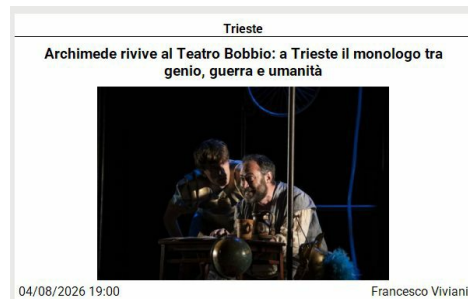 Trieste
Archimede rivive al Teatro Bobbio: a Trieste il monologo tra
genio, guerra e umanità
04/08/2026 19:00 Francesco Viviani